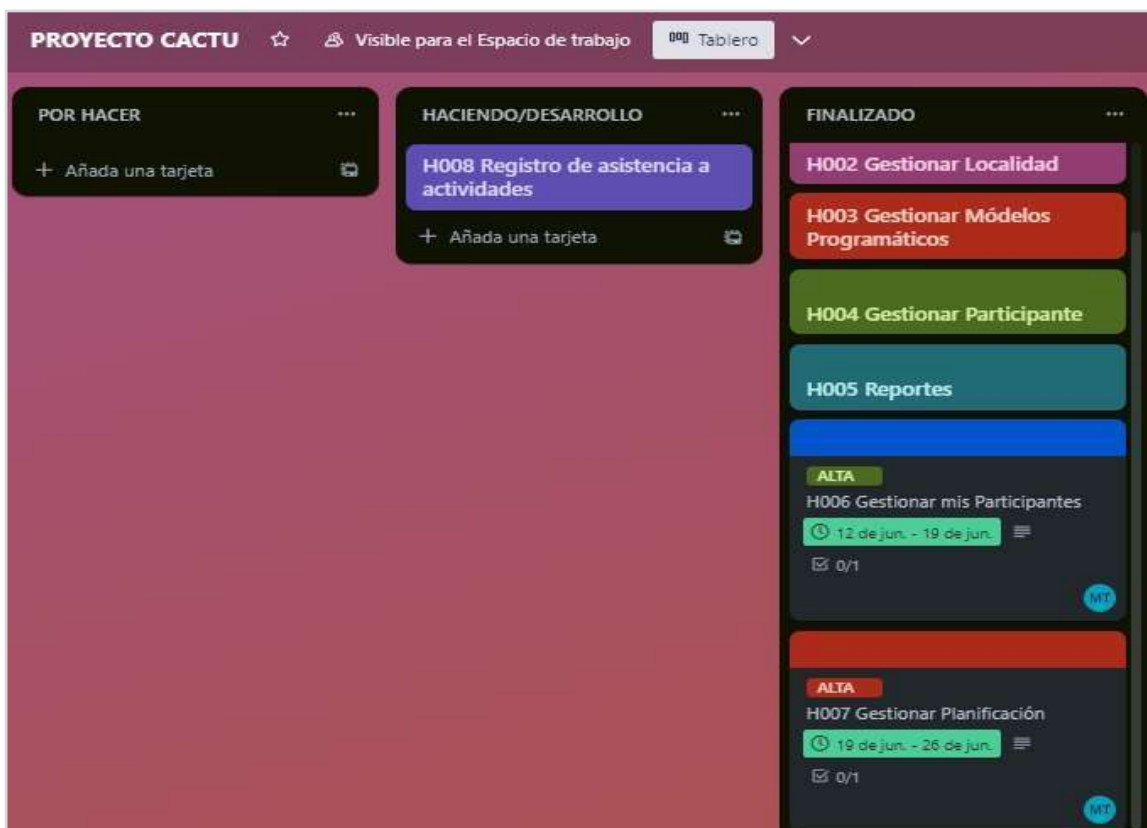 PROYECTO CACTU
Visible para el Espacio de trabajo
Tablero
POR HACER
+ Añada una tarjeta
HACIENDO/DESARROLLO
H008 Registro de asistencia a
actividades
+ Añada una tarjeta
FINALIZADO
H002 Gestionar Localidad
H003 Gestionar Módelos
Programáticos
H004 Gestionar Participante
H005 Reportes
ALTA
H006 Gestionar mis Participantes
12 de jun. - 19 de jun.
0/1
MT
ALTA
H007 Gestionar Planificación
19 de jun. - 26 de jun.
0/1
MT